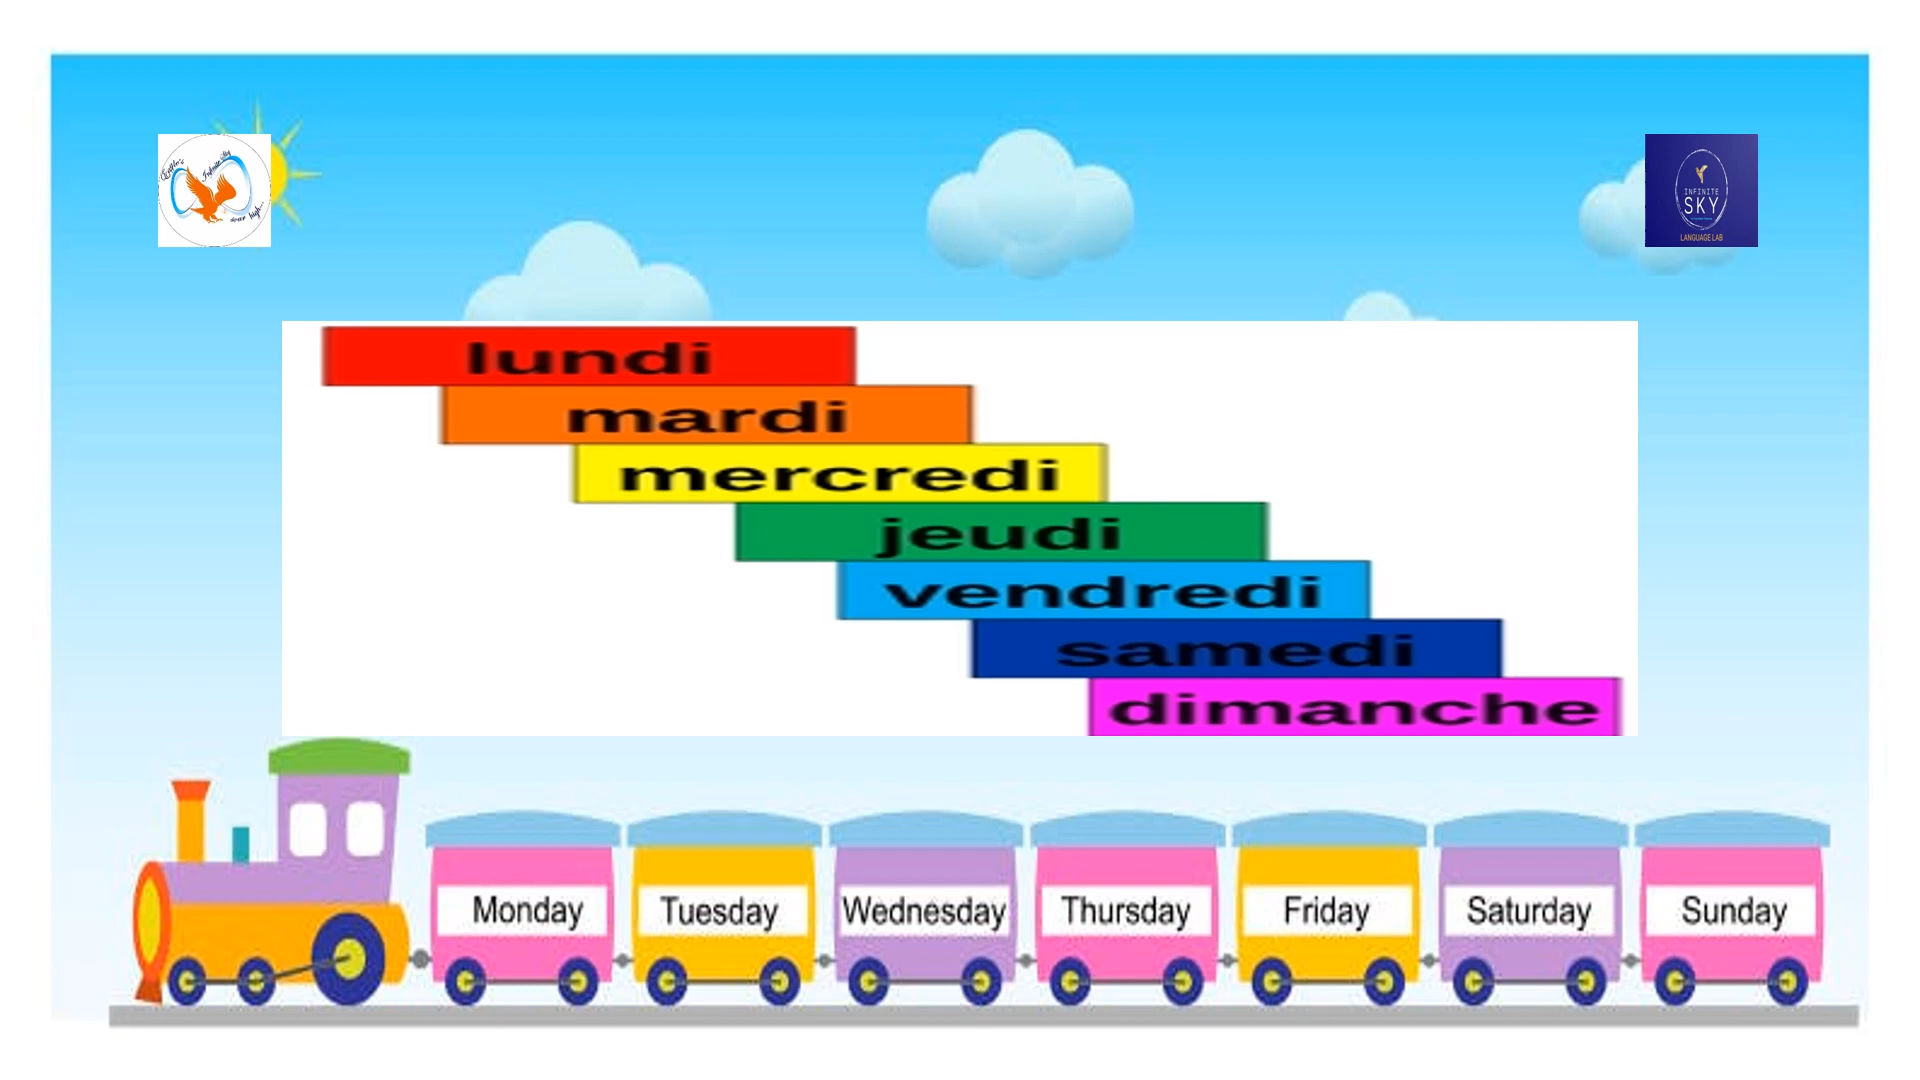 INFINITE
SKY
LANGUAGE LAB
lundi
mardi
mercredi
jeudi
vendredi
samedi
dimanche
Monday Tuesday Wednesday Thursday Friday Saturday Sunday